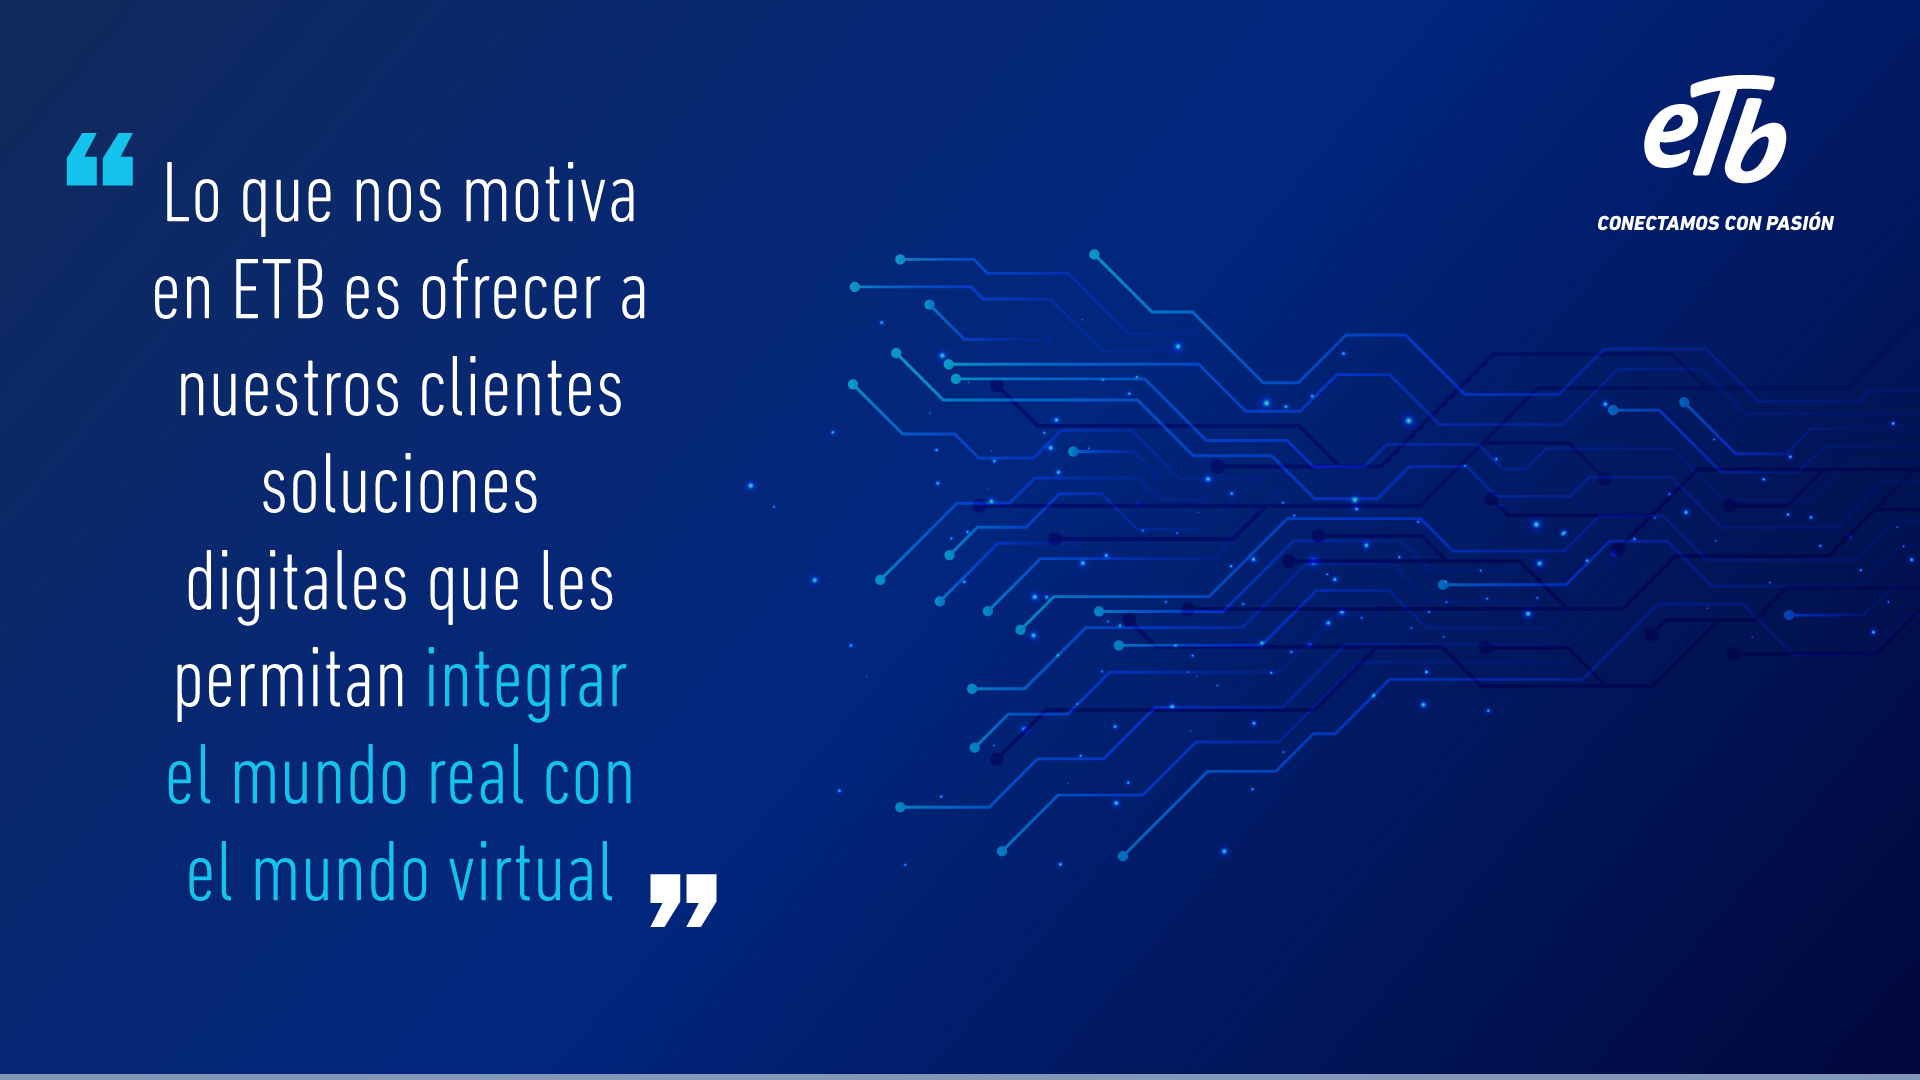 “Lo que nos motiva
en ETB es ofrecer a
nuestros clientes
soluciones
digitales que les
permitan integrar
el mundo real con
el mundo virtual”
eTb
CONECTAMOS CON PASIÓN